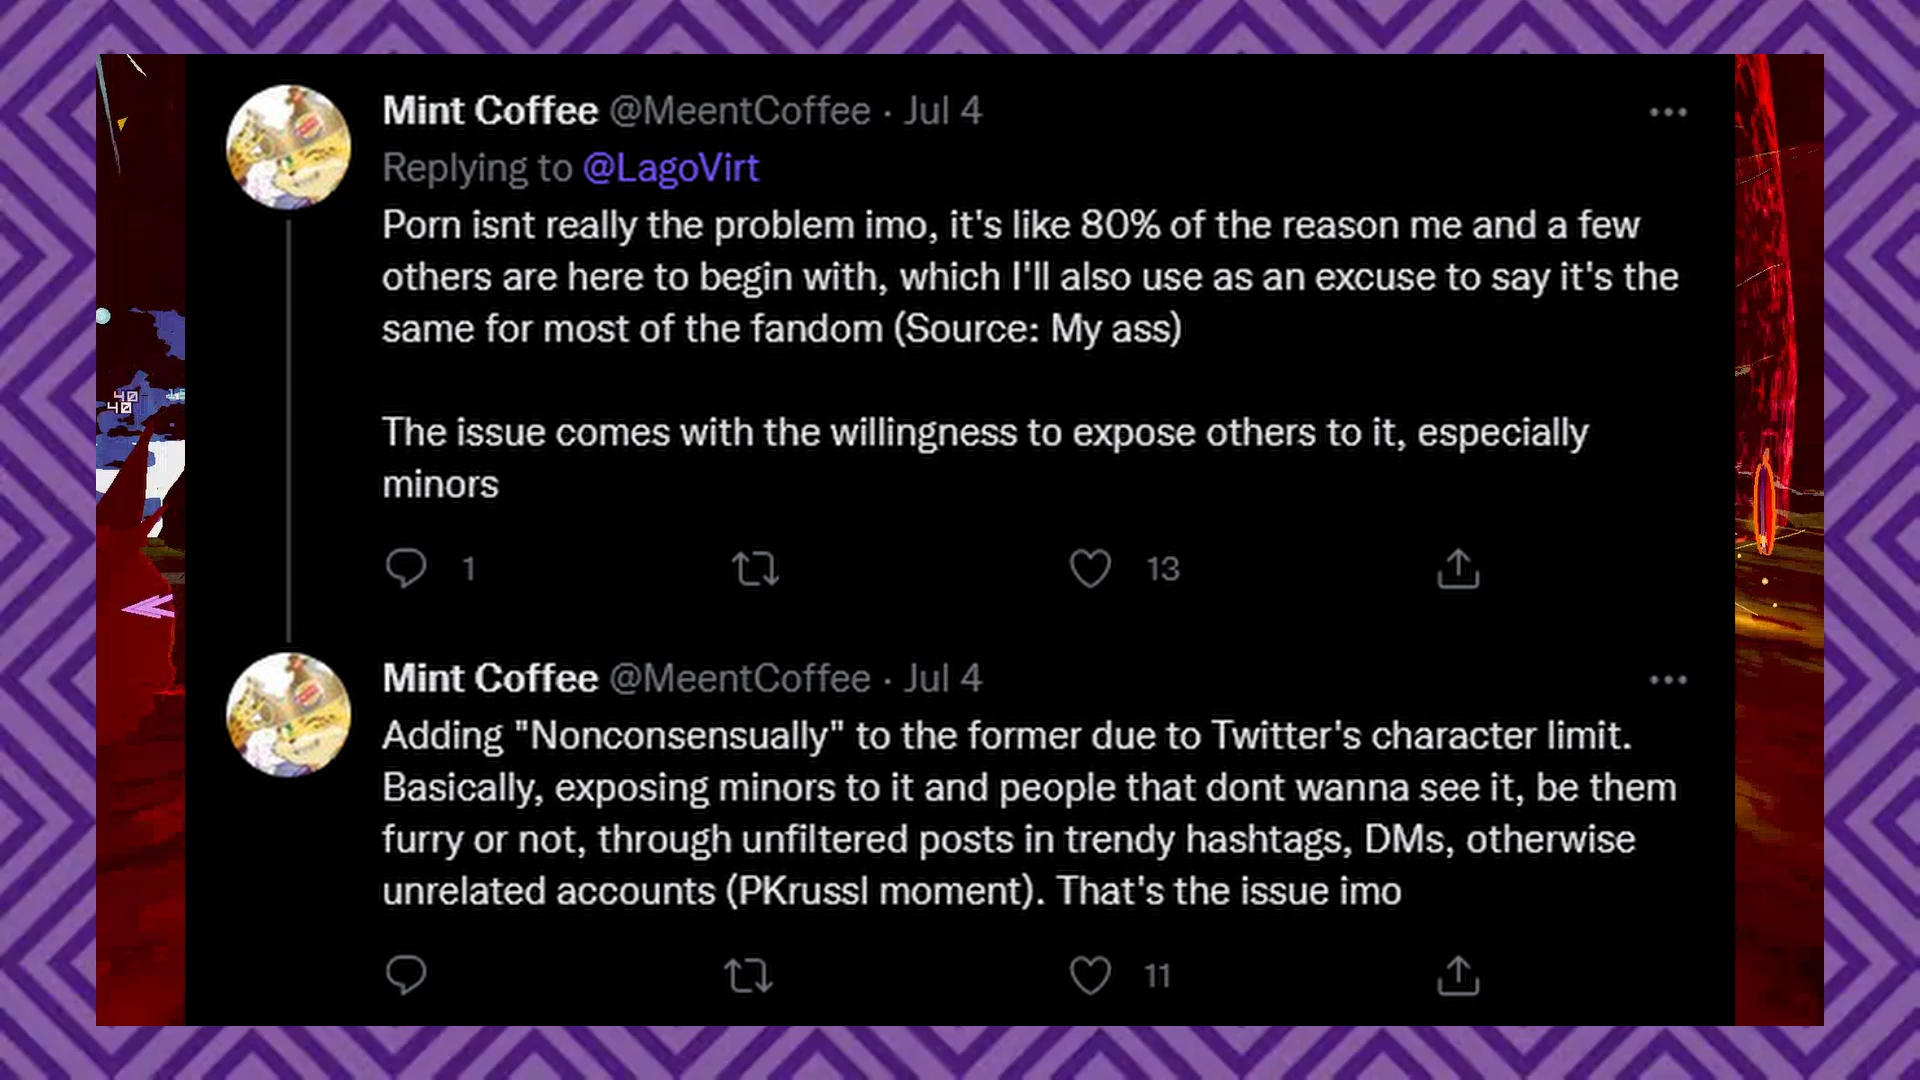 Mint Coffee @MeentCoffee · Jul 4
Replying to @LagoVirt
Porn isnt really the problem imo, it's like 80% of the reason me and a few
others are here to begin with, which I'll also use as an excuse to say it's the
same for most of the fandom (Source: My ass)
The issue comes with the willingness to expose others to it, especially
minors
1
13
Mint Coffee @MeentCoffee · Jul 4
Adding "Nonconsensually" to the former due to Twitter's character limit.
Basically, exposing minors to it and people that dont wanna see it, be them
furry or not, through unfiltered posts in trendy hashtags, DMs, otherwise
unrelated accounts (PKrussl moment). That's the issue imo
11
40
40